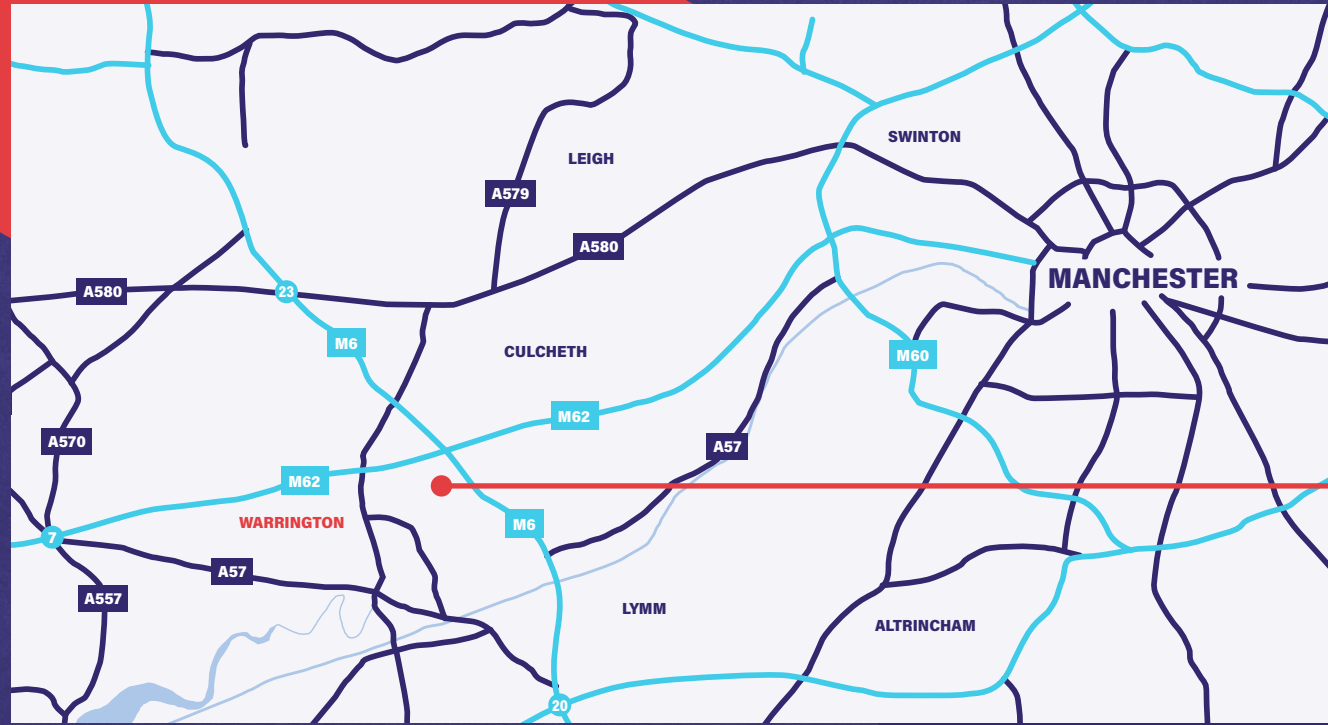 SWINTON
LEIGH
A579
A580
MANCHESTER
A580
23
M6
CULCHETH
M60
M62
A570
A57
M62
WARRINGTON
M6
7
A57
A557
LYMM
ALTRINCHAM
20